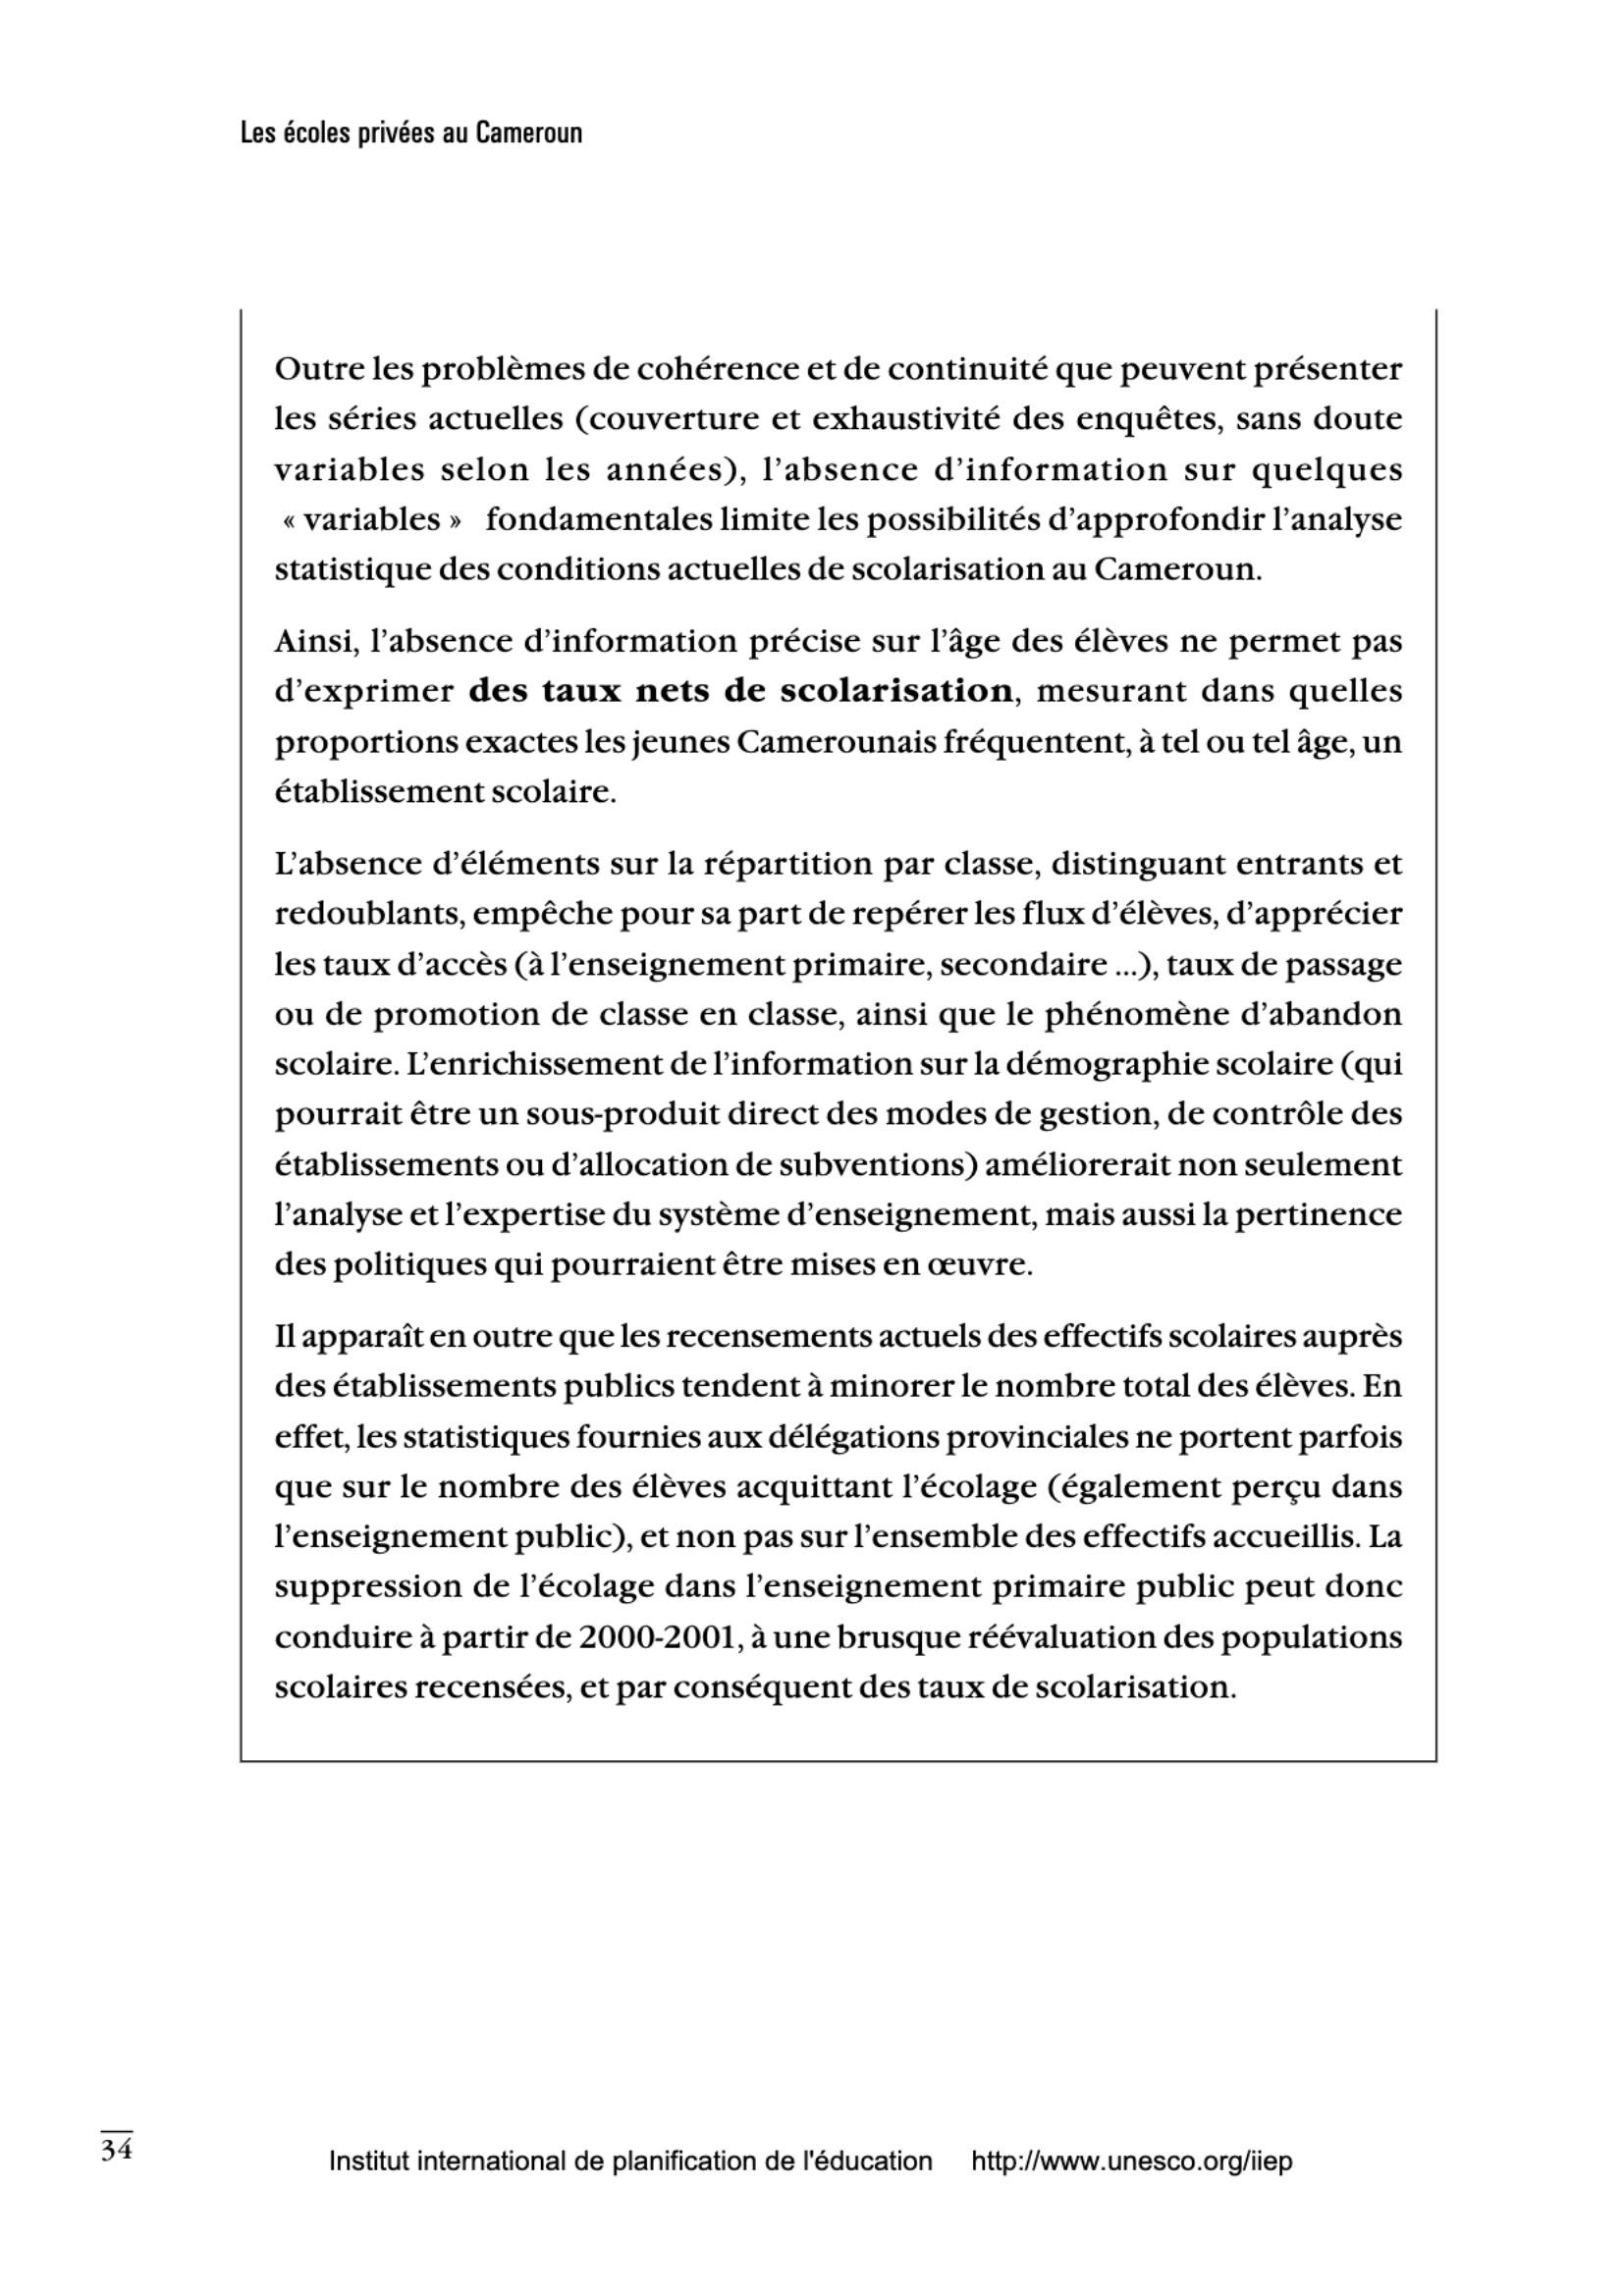 Les écoles privées au Cameroun
Outre les problèmes de cohérence et de continuité que peuvent présenter
les séries actuelles (couverture et exhaustivité des enquêtes, sans doute
variables selon les années), l’absence d’information sur quelques
« variables » fondamentales limite les possibilités d’approfondir l’analyse
statistique des conditions actuelles de scolarisation au Cameroun.
Ainsi, l’absence d’information précise sur l’âge des élèves ne permet pas
d’exprimer des taux nets de scolarisation, mesurant dans quelles
proportions exactes les jeunes Camerounais fréquentent, à tel ou tel âge, un
établissement scolaire.
L’absence d’éléments sur la répartition par classe, distinguant entrants et
redoublants, empêche pour sa part de repérer les flux d’élèves, d’apprécier
les taux d’accès (à l’enseignement primaire, secondaire ...), taux de passage
ou de promotion de classe en classe, ainsi que le phénomène d’abandon
scolaire. L’enrichissement de l’information sur la démographie scolaire (qui
pourrait être un sous-produit direct des modes de gestion, de contrôle des
établissements ou d’allocation de subventions) améliorerait non seulement
l’analyse et l’expertise du système d’enseignement, mais aussi la pertinence
des politiques qui pourraient être mises en œuvre.
Il apparaît en outre que les recensements actuels des effectifs scolaires auprès
des établissements publics tendent à minorer le nombre total des élèves. En
effet, les statistiques fournies aux délégations provinciales ne portent parfois
que sur le nombre des élèves acquittant l’écolage (également perçu dans
l’enseignement public), et non pas sur l’ensemble des effectifs accueillis. La
suppression de l’écolage dans l’enseignement primaire public peut donc
conduire à partir de 2000-2001, à une brusque réévaluation des populations
scolaires recensées, et par conséquent des taux de scolarisation.
34
Institut international de planification de l'éducation http://www.unesco.org/iiep